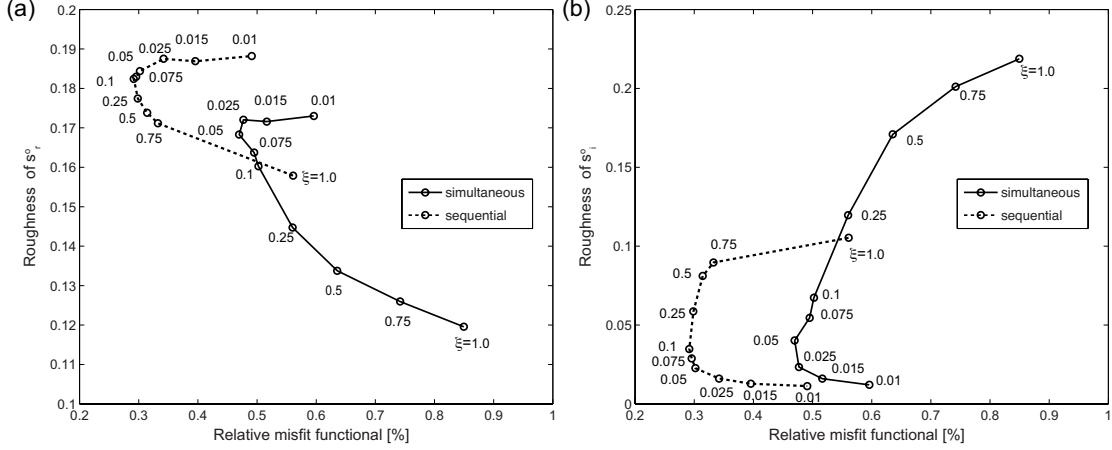 (a)
0.2
0.19
0.18
0.17
0.16
0.15
0.14
0.13
0.12
0.11
0.1
0.2 0.3 0.4 0.5 0.6 0.7 0.8 0.9 1
Roughness of s°r
Relative misfit functional [%]
0.05 0.025 0.015 0.01
0.1 0.075
0.25
0.5
0.75
ξ=1.0
0.025 0.015 0.01
0.05
0.075
0.1
0.25
0.5
0.75
ξ=1.0
simultaneous
sequential
(b)
0.25
0.2
0.15
0.1
0.05
0
0.2 0.3 0.4 0.5 0.6 0.7 0.8 0.9 1
Roughness of s°i
Relative misfit functional [%]
ξ=1.0
0.75
0.5
0.25
0.1
0.075
0.05
0.025
0.015
0.01
ξ=1.0
0.75
0.5
0.25
0.1
0.075
0.05
0.025
0.015
0.01
simultaneous
sequential